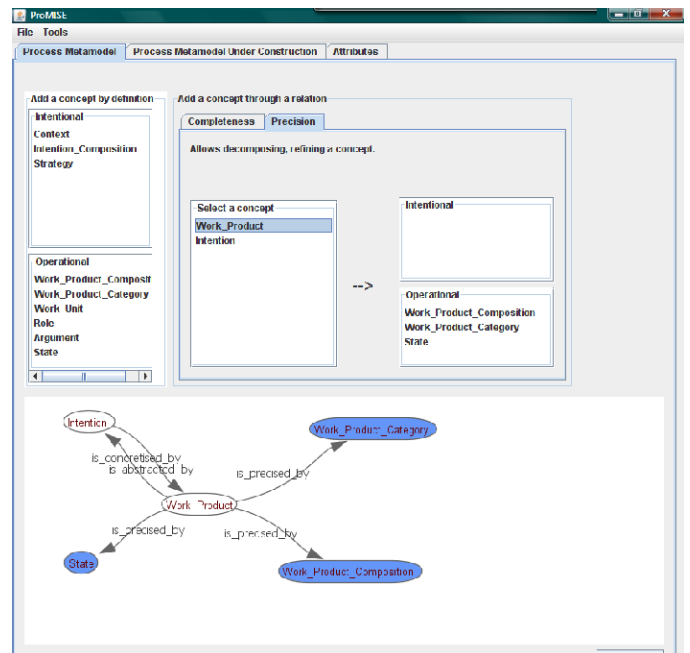 ProMISE
File Tools
Process Metamodel Process Metamodel Under Construction Attributes
Add a concept by definition
Intentional
Context
Intention_Composition
Strategy
Operational
Work_Product_Composit
Work_Product_Category
Work_Unit
Role
Argument
State
Add a concept through a relation
Completeness Precision
Allows decomposing, refining a concept.
Select a concept
Work_Product
Intention
-->
Intentional
Operational
Work_Product_Composition
Work_Product_Category
State
Intention
Work_Product_Category
is_concretised_by
is_abstracted_by
is_precised_by
Work_Product
is_precised_by
is_precised_by
State
Work_Product_Composition